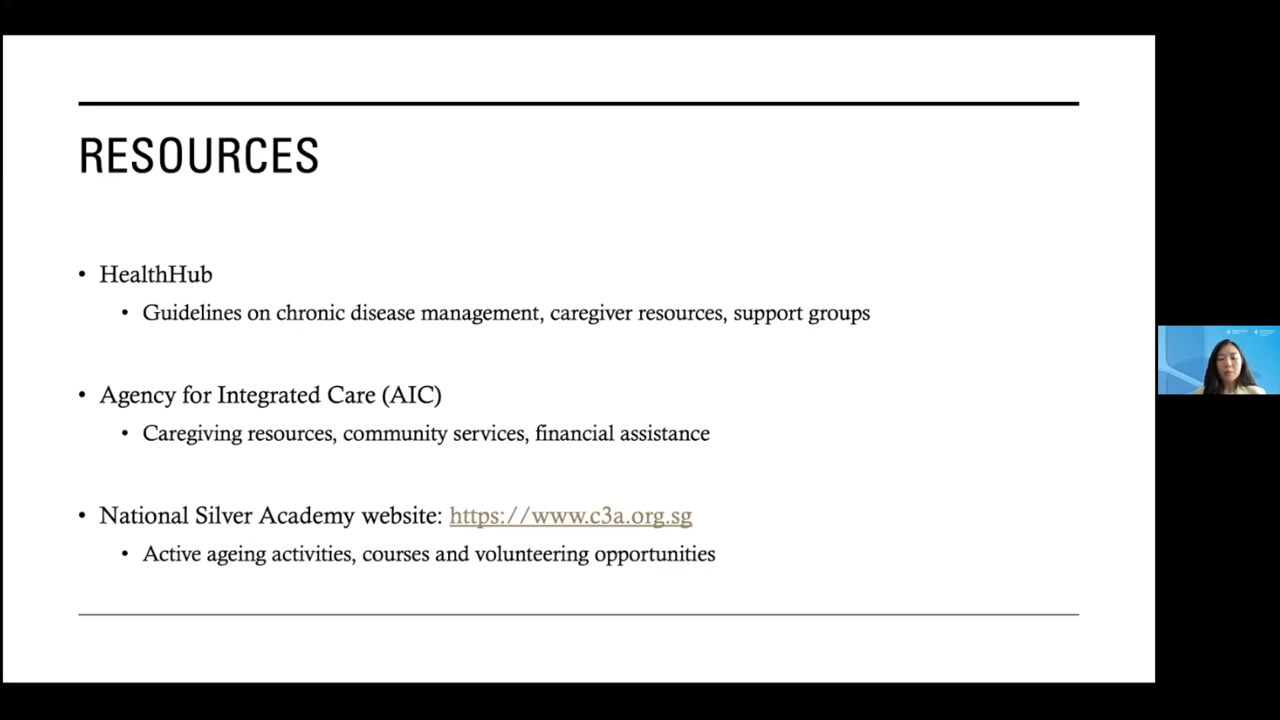 RESOURCES
• HealthHub
• Guidelines on chronic disease management, caregiver resources, support groups
• Agency for Integrated Care (AIC)
• Caregiving resources, community services, financial assistance
• National Silver Academy website: https://www.c3a.org.sg
• Active ageing activities, courses and volunteering opportunities